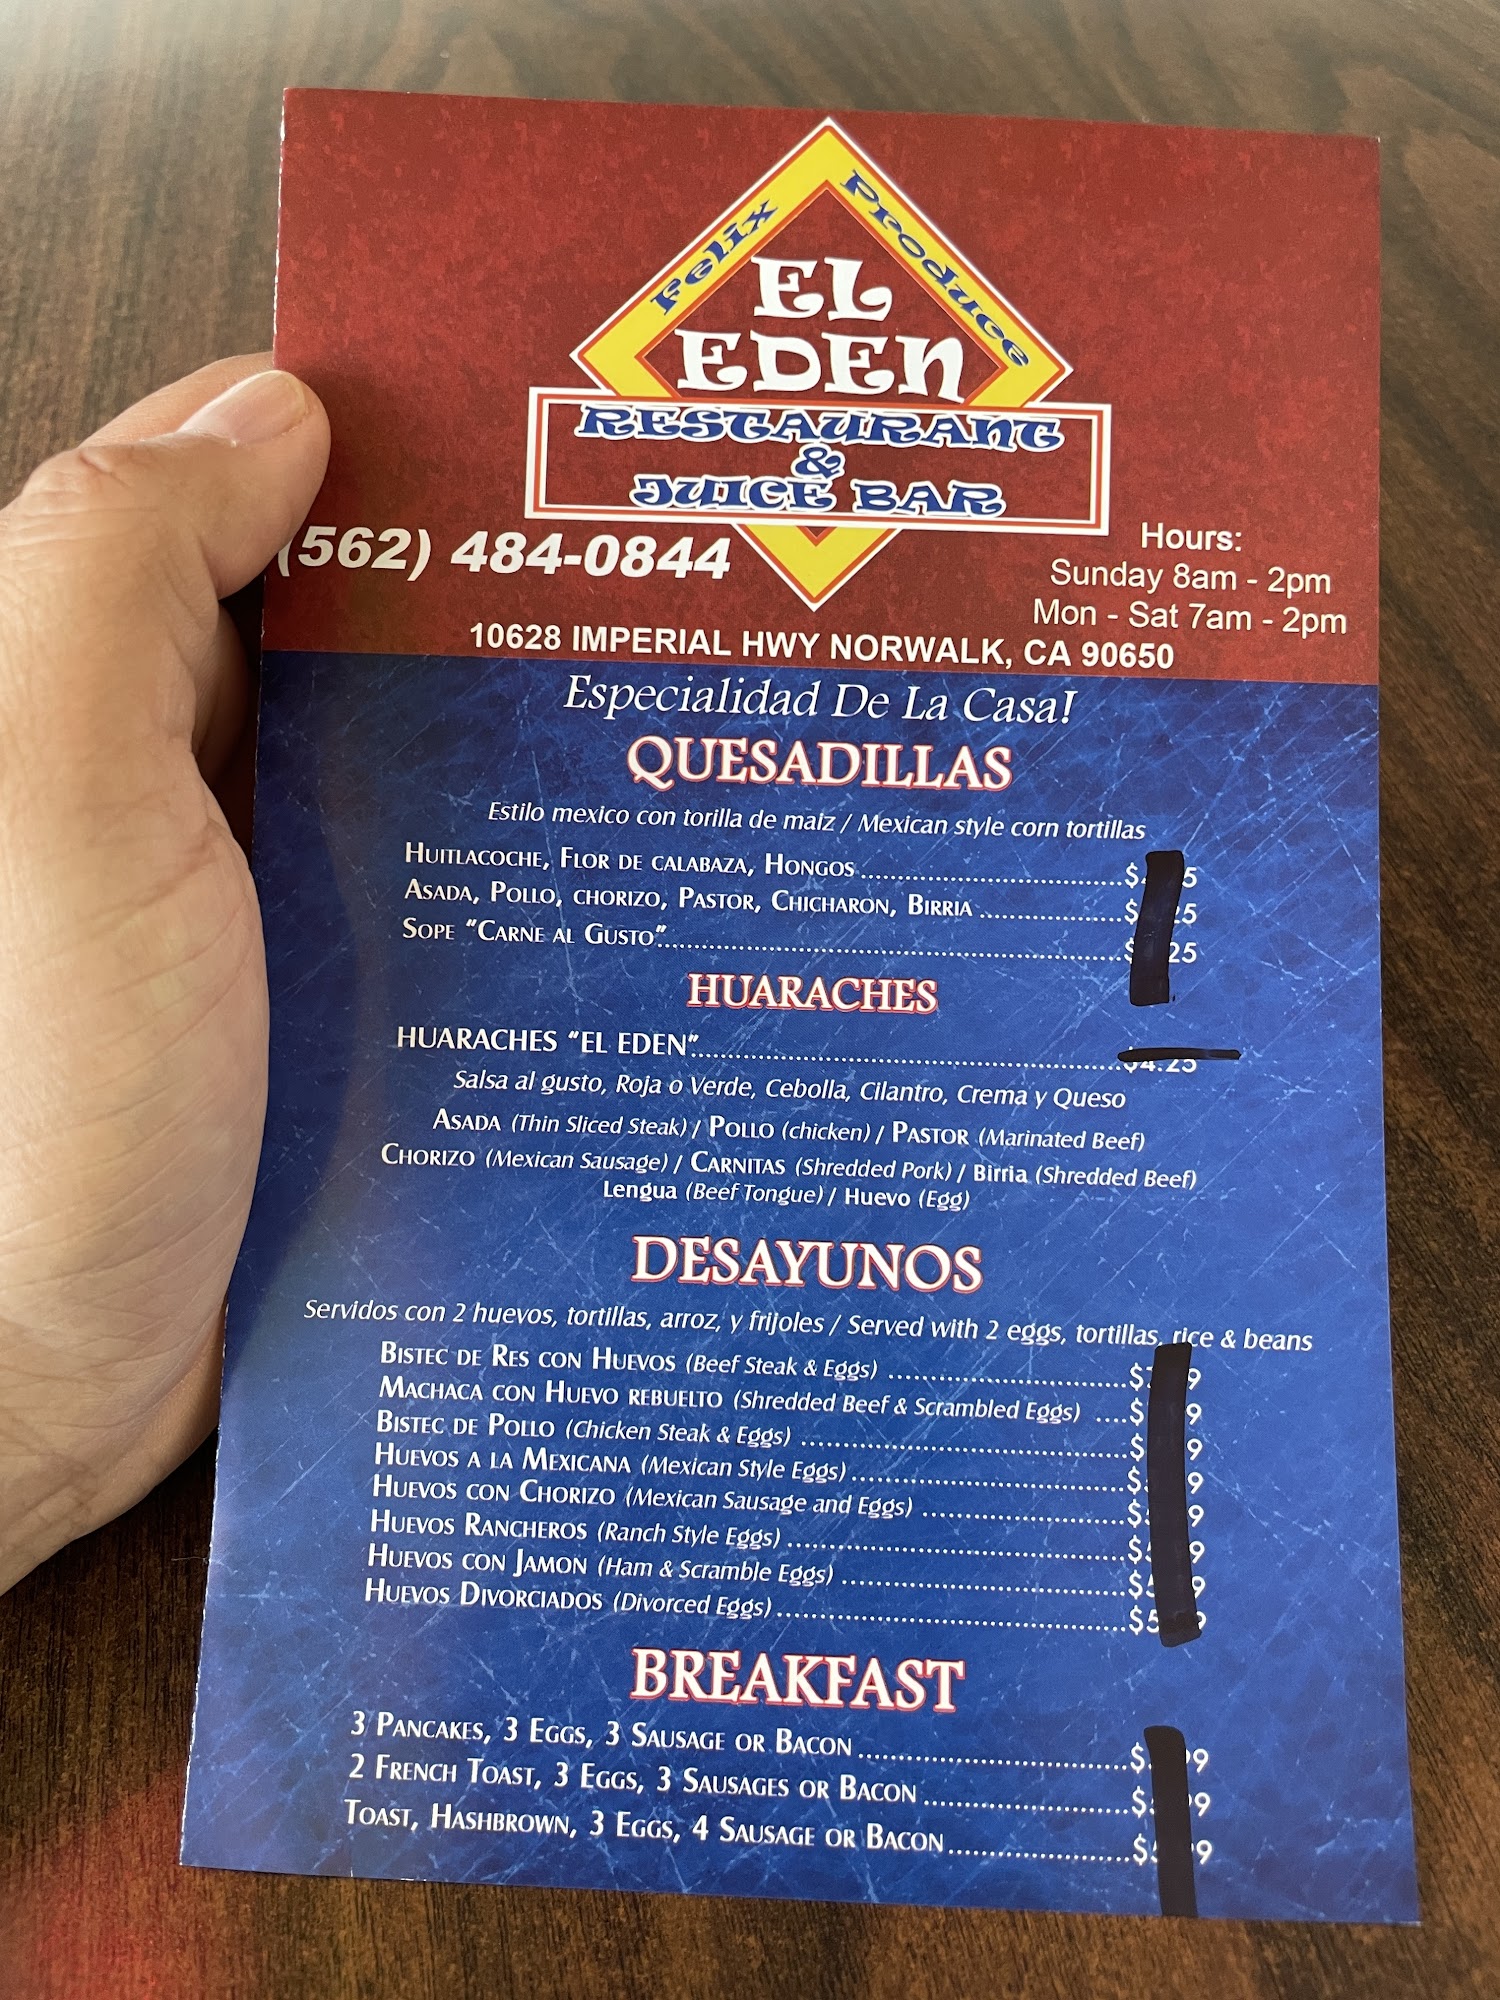 Felix Produce
EL
EDEN
RESTAURANT
&
JUICE BAR
(562) 484-0844
Hours:
Sunday 8am - 2pm
Mon - Sat 7am - 2pm
10628 IMPERIAL HWY NORWALK, CA 90650
Especialidad De La Casa!
QUESADILLAS
Estilo mexico con torilla de maiz / Mexican style corn tortillas
HUITLACOCHE, FLOR DE CALABAZA, HONGOS
ASADA, POLLO, CHORIZO, PASTOR, CHICHARON, BIRRIA
SOPE "CARNE AL GUSTO"
HUARACHES
HUARACHES "EL EDEN" $4.25
Salsa al gusto, Roja o Verde, Cebolla, Cilantro, Crema y Queso
ASADA (Thin Sliced Steak) / POLLO (chicken) / PASTOR (Marinated Beef)
CHORIZO (Mexican Sausage) / CARNITAS (Shredded Pork) / Birria (Shredded Beef)
Lengua (Beef Tongue) / Huevo (Egg)
DESAYUNOS
Servidos con 2 huevos, tortillas, arroz, y frijoles / Served with 2 eggs, tortillas, rice & beans
BISTEC DE RES CON HUEVOS (Beef Steak & Eggs)
MACHACA CON HUEVO REBUELTO (Shredded Beef & Scrambled Eggs)
BISTEC DE POLLO (Chicken Steak & Eggs)
HUEVOS A LA MEXICANA (Mexican Style Eggs)
HUEVOS CON CHORIZO (Mexican Sausage and Eggs)
HUEVOS RANCHEROS (Ranch Style Eggs)
HUEVOS CON JAMON (Ham & Scramble Eggs)
HUEVOS DIVORCIADOS (Divorced Eggs)
BREAKFAST
3 PANCAKES, 3 EGGS, 3 SAUSAGE OR BACON
2 FRENCH TOAST, 3 EGGS, 3 SAUSAGES OR BACON
TOAST, HASHBROWN, 3 EGGS, 4 SAUSAGE OR BACON